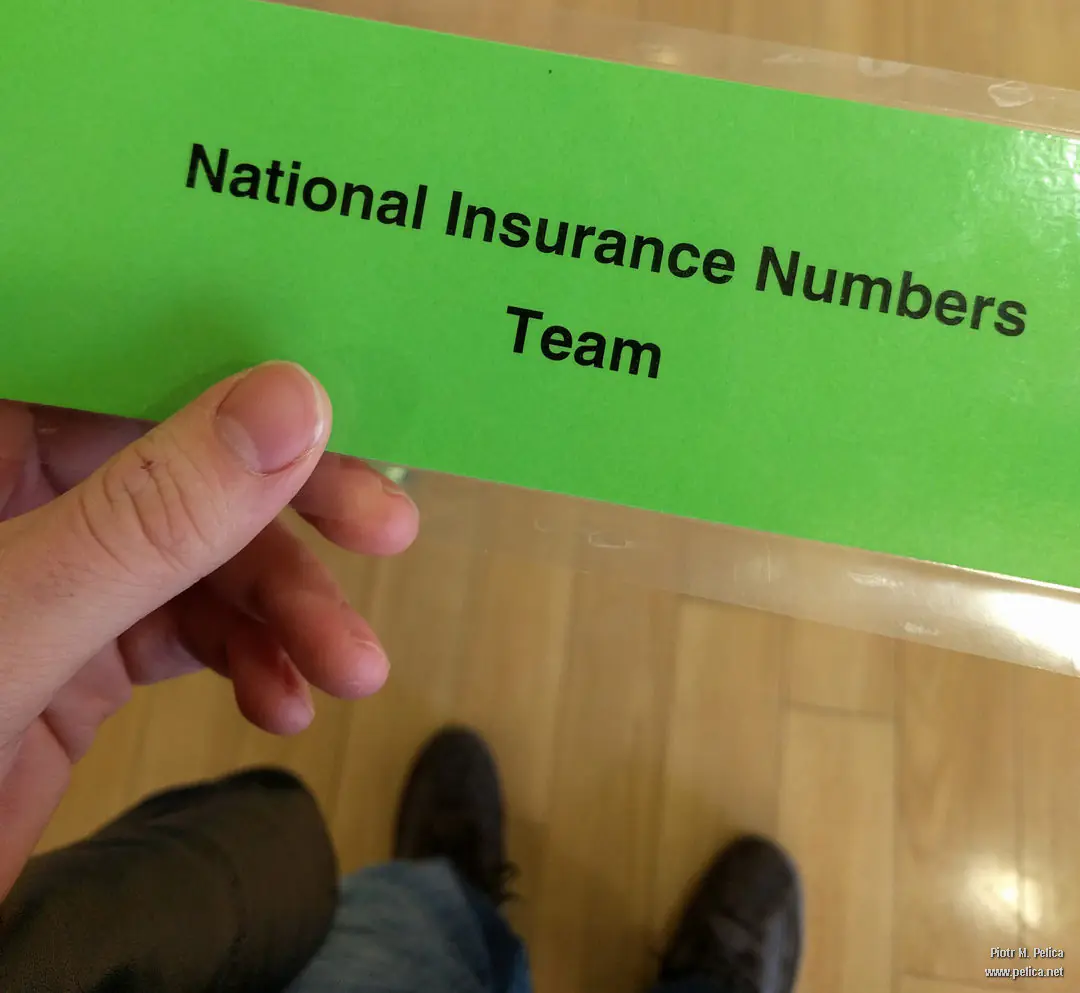 National Insurance Numbers
Team
Piotr M. Pelica
www.pelica.net